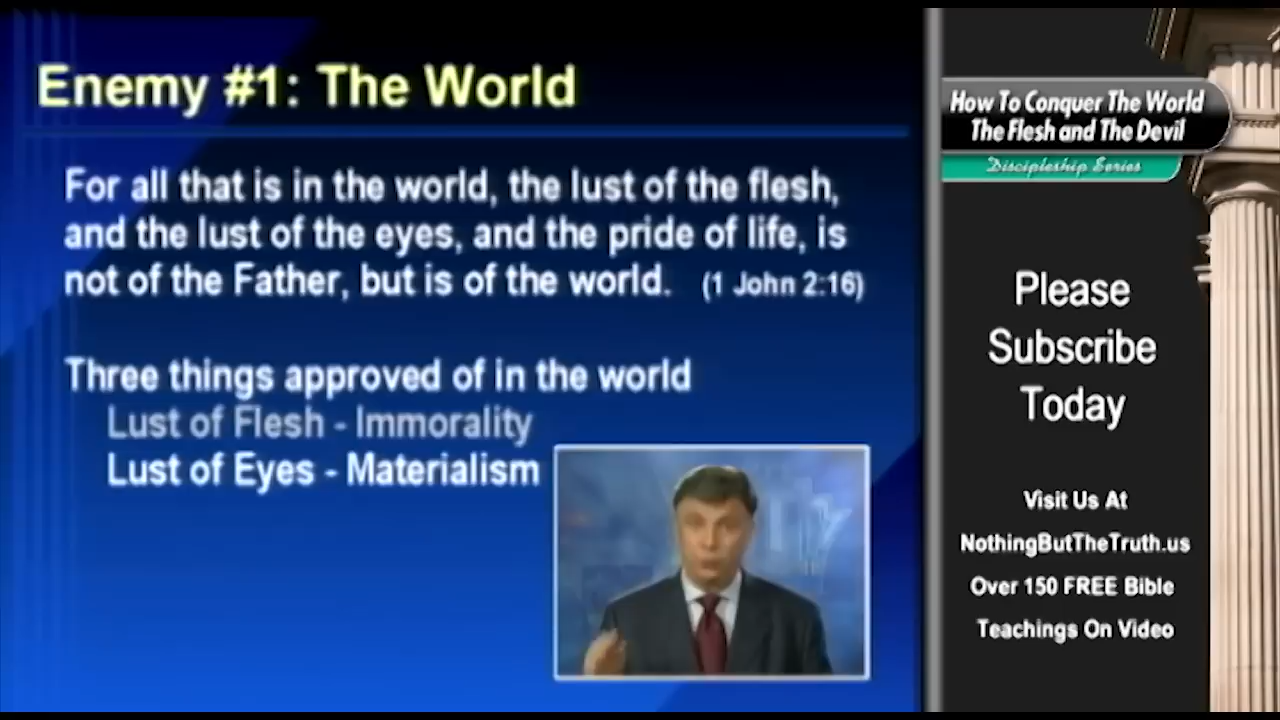 Enemy #1: The World
For all that is in the world, the lust of the flesh,
and the lust of the eyes, and the pride of life, is
not of the Father, but is of the world. (1 John 2:16)
Three things approved of in the world
Lust of Flesh - Immorality
Lust of Eyes - Materialism
How To Conquer The World
The Flesh and The Devil
Discipleship Series
Please
Subscribe
Today
Visit Us At
NothingButTheTruth.us
Over 150 FREE Bible
Teachings On Video